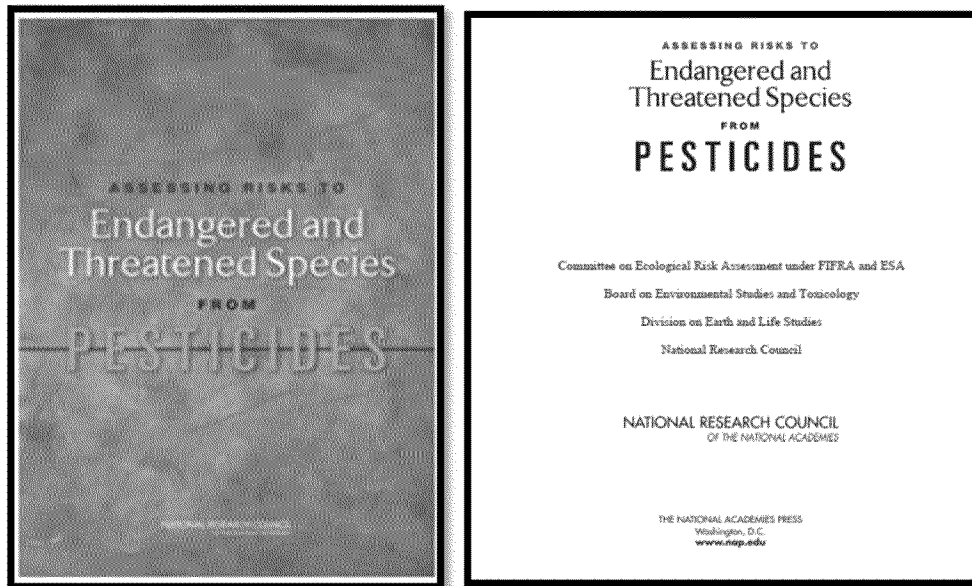 ASSESSING RISKS TO
Endangered and
Threatened Species
FROM
PESTICIDES
NATIONAL RESEARCH COUNCIL
ASSESSING RISKS TO
Endangered and
Threatened Species
FROM
PESTICIDES
Committee on Ecological Risk Assessment under FIFRA and ESA
Board on Environmental Studies and Toxicology
Division on Earth and Life Studies
National Research Council
NATIONAL RESEARCH COUNCIL
OF THE NATIONAL ACADEMIES
THE NATIONAL ACADEMIES PRESS
Washington, D.C.
www.nap.edu